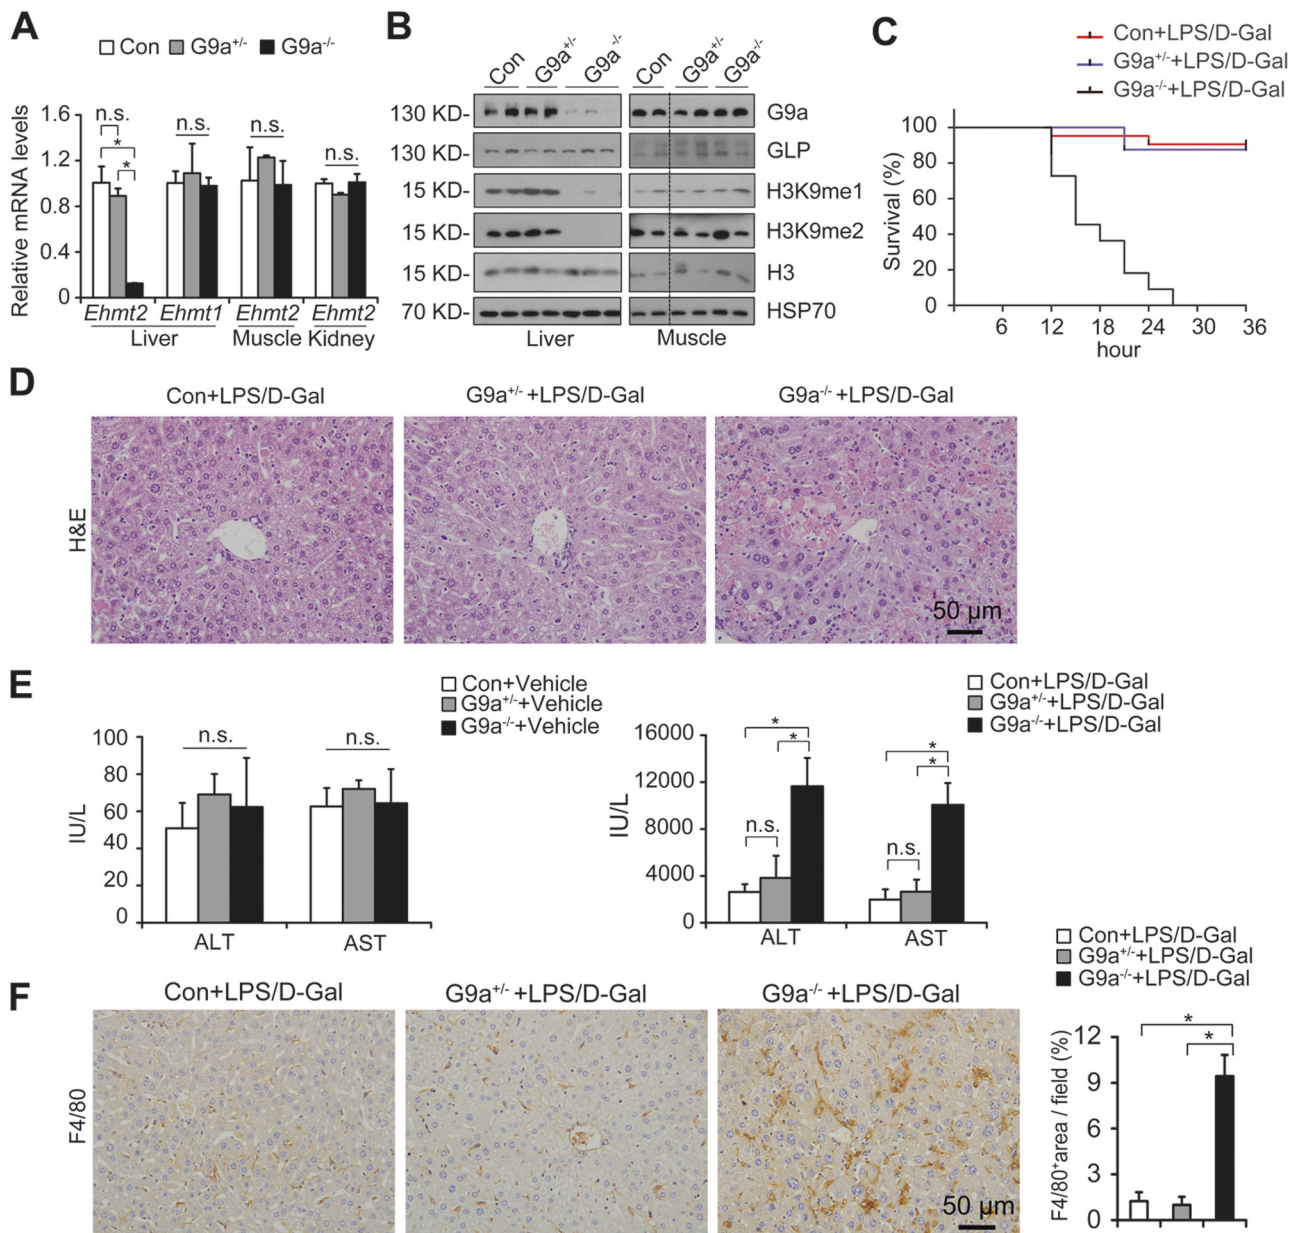 A
Con G9a+/- G9a-/-
Relative mRNA levels
1.6
1.2
0.8
0.4
0
n.s.
*
*
n.s.
n.s.
n.s.
Ehmt2 Ehmt1 Ehmt2 Ehmt2
Liver Muscle Kidney
B
Con G9a+/- G9a-/- Con G9a+/- G9a-/-
130 KD- G9a
130 KD- GLP
15 KD- H3K9me1
15 KD- H3K9me2
15 KD- H3
70 KD- HSP70
Liver Muscle
C
Con+LPS/D-Gal
G9a+/-+LPS/D-Gal
G9a-/-+LPS/D-Gal
Survival (%)
100
80
60
40
20
0
6 12 18 24 30 36
hour
D
Con+LPS/D-Gal G9a+/-+LPS/D-Gal G9a-/-+LPS/D-Gal
H&E
50 µm
E
Con+Vehicle
G9a+/-+Vehicle
G9a-/-+Vehicle
IU/L
100
80
60
40
20
0
n.s. n.s.
ALT AST
Con+LPS/D-Gal
G9a+/-+LPS/D-Gal
G9a-/-+LPS/D-Gal
IU/L
16000
12000
8000
4000
0
*
*
n.s.
*
*
n.s.
ALT AST
F
Con+LPS/D-Gal G9a+/-+LPS/D-Gal G9a-/-+LPS/D-Gal
F4/80
50 µm
Con+LPS/D-Gal
G9a+/-+LPS/D-Gal
G9a-/-+LPS/D-Gal
F4/80+area / field (%)
12
9
6
3
0
*
*